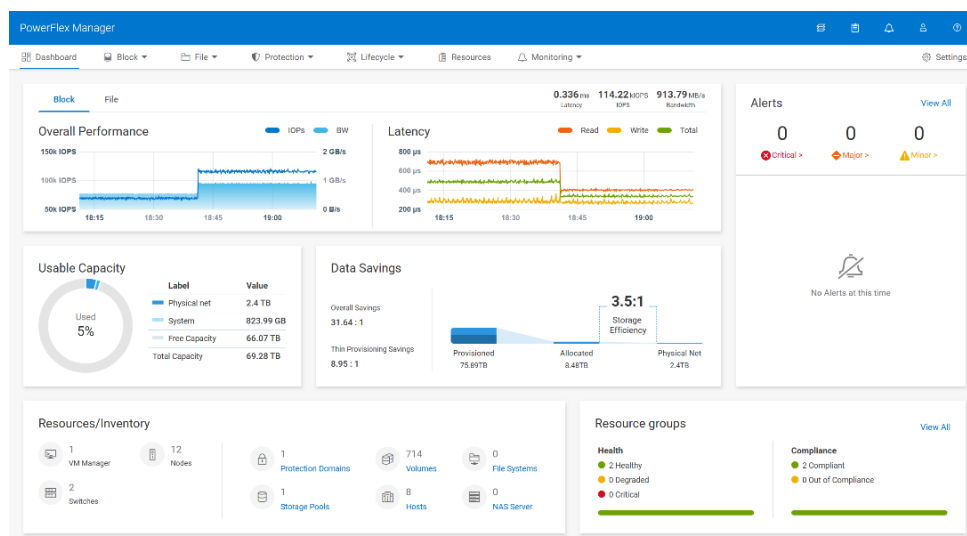 PowerFlex Manager
Dashboard Block File Protection Lifecycle Resources Monitoring Settings
Block File
0.336 ms 114.22 kIOPS 913.79 MB/s
Latency IOPS Bandwidth
Overall Performance IOPs BW
150k IOPS 2 GB/s
100k IOPS 1 GB/s
50k IOPS 0 B/s
18:15 18:30 18:45 19:00
Latency Read Write Total
800 µs
600 µs
400 µs
200 µs
18:15 18:30 18:45 19:00
Alerts View All
0 0 0
Critical > Major > Minor >
No Alerts at this time
Usable Capacity
Used
5%
Label Value
Physical net 2.4 TB
System 823.99 GB
Free Capacity 66.07 TB
Total Capacity 69.28 TB
Data Savings
Overall Savings
31.64 : 1
Thin Provisioning Savings
8.95 : 1
3.5:1
Storage
Efficiency
Provisioned Allocated Physical Net
75.89TB 8.48TB 2.4TB
Resources/Inventory
1
VM Manager
12
Nodes
2
Switches
1
Protection Domains
714
Volumes
0
File Systems
1
Storage Pools
8
Hosts
0
NAS Server
Resource groups View All
Health
2 Healthy
0 Degraded
0 Critical
Compliance
2 Compliant
0 Out of Compliance